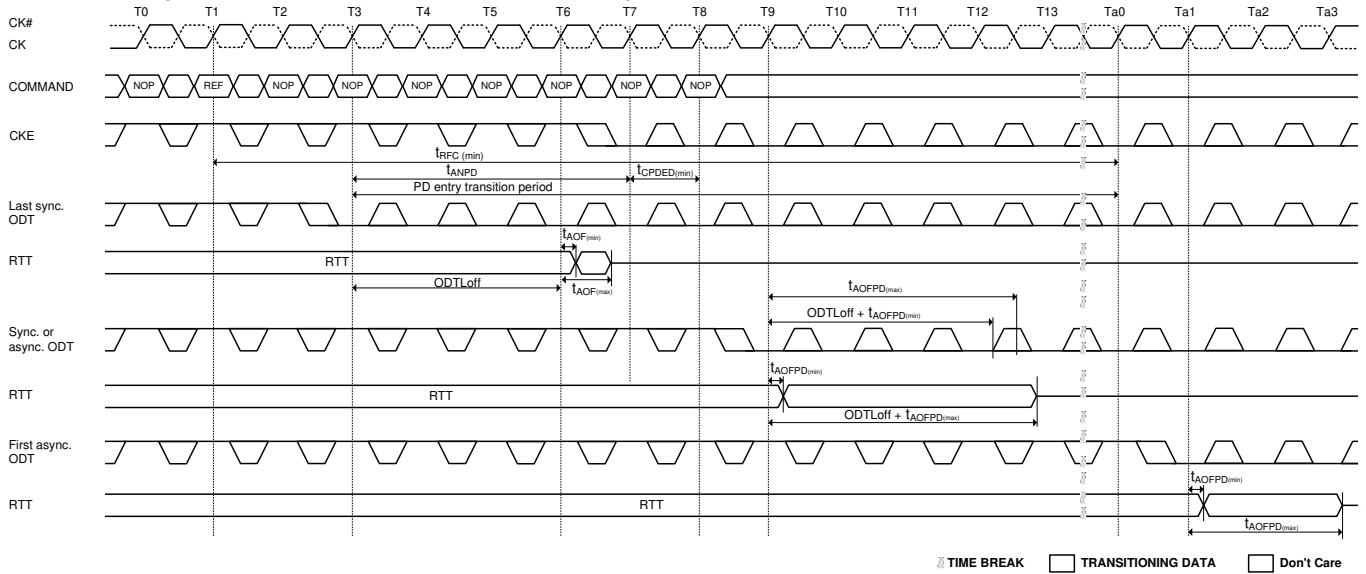 T0 T1 T2 T3 T4 T5 T6 T7 T8 T9 T10 T11 T12 T13 Ta0 Ta1 Ta2 Ta3
CK#
CK
COMMAND NOP REF NOP NOP NOP NOP NOP NOP NOP
CKE
tRFC (min)
tANPD tCPDED(min)
PD entry transition period
Last sync.
ODT
tAOF(min)
RTT RTT
ODTLoff tAOF(max)
tAOFPD(max)
ODTLoff + tAOFPD(min)
Sync. or
async. ODT
tAOFPD(min)
RTT RTT
ODTLoff + tAOFPD(max)
First async.
ODT
tAOFPD(min)
RTT RTT
tAOFPD(max)
TIME BREAK TRANSITIONING DATA Don't Care